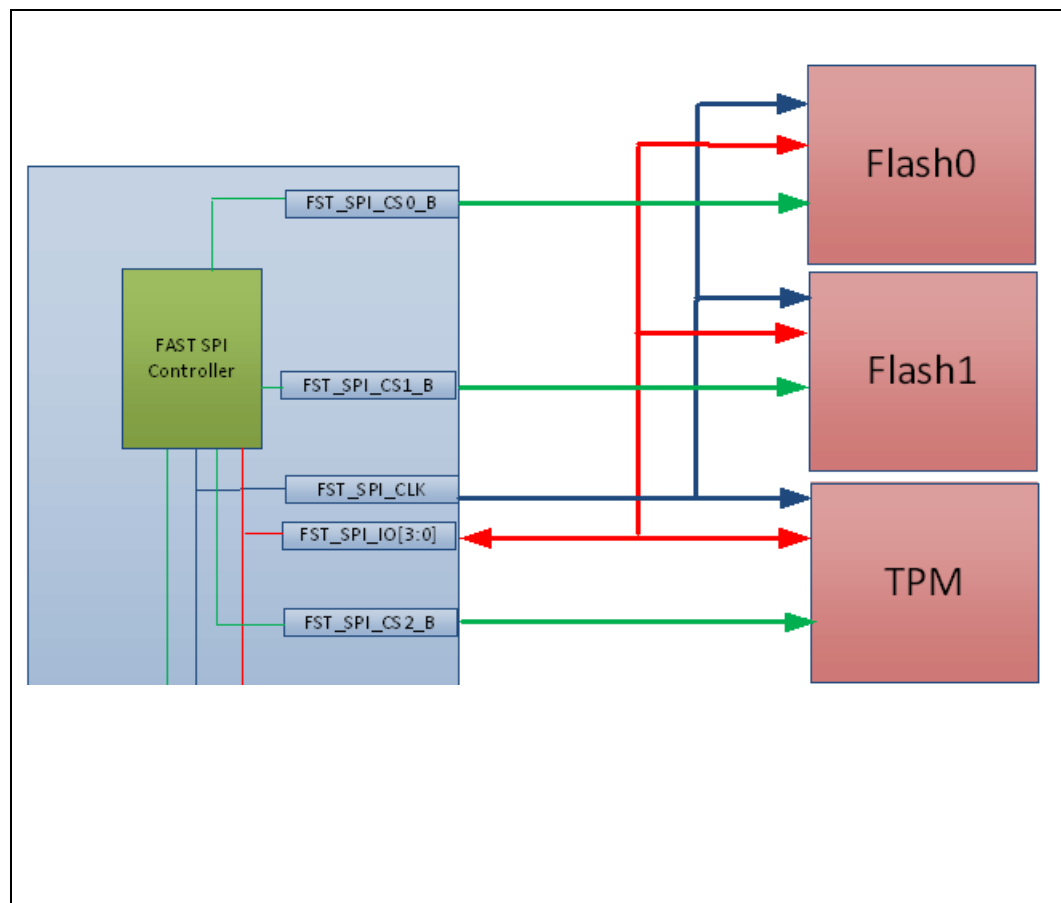 Flash0
FST_SPI_CS0_B
FAST SPI
Controller
FST_SPI_CS1_B
Flash1
FST_SPI_CLK
FST_SPI_IO[3:0]
TPM
FST_SPI_CS2_B